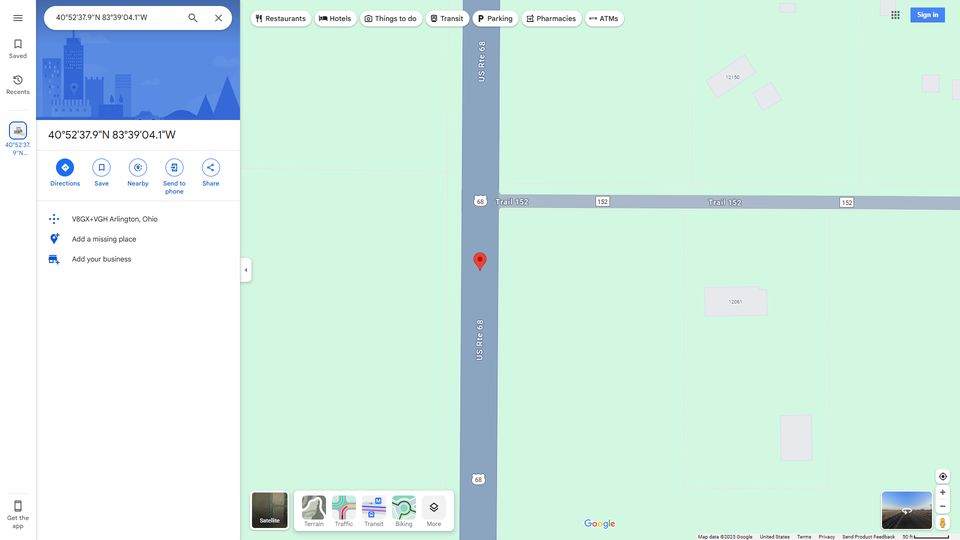 40°52'37.9"N 83°39'04.1"W
Restaurants
Hotels
Things to do
Transit
Parking
Pharmacies
ATMs
Sign in
Saved
Recents
40°52'37.
9"N...
40°52'37.9"N 83°39'04.1"W
Directions
Save
Nearby
Send to
phone
Share
V8GX+VGH Arlington, Ohio
Add a missing place
Add your business
US Rte 68
12150
68
Trail 152
152
Trail 152
152
12061
US Rte 68
68
Get the
app
Satellite
Terrain
Traffic
Transit
Biking
More
Google
Map data ©2025 Google
United States
Terms
Privacy
Send Product Feedback
50 ft